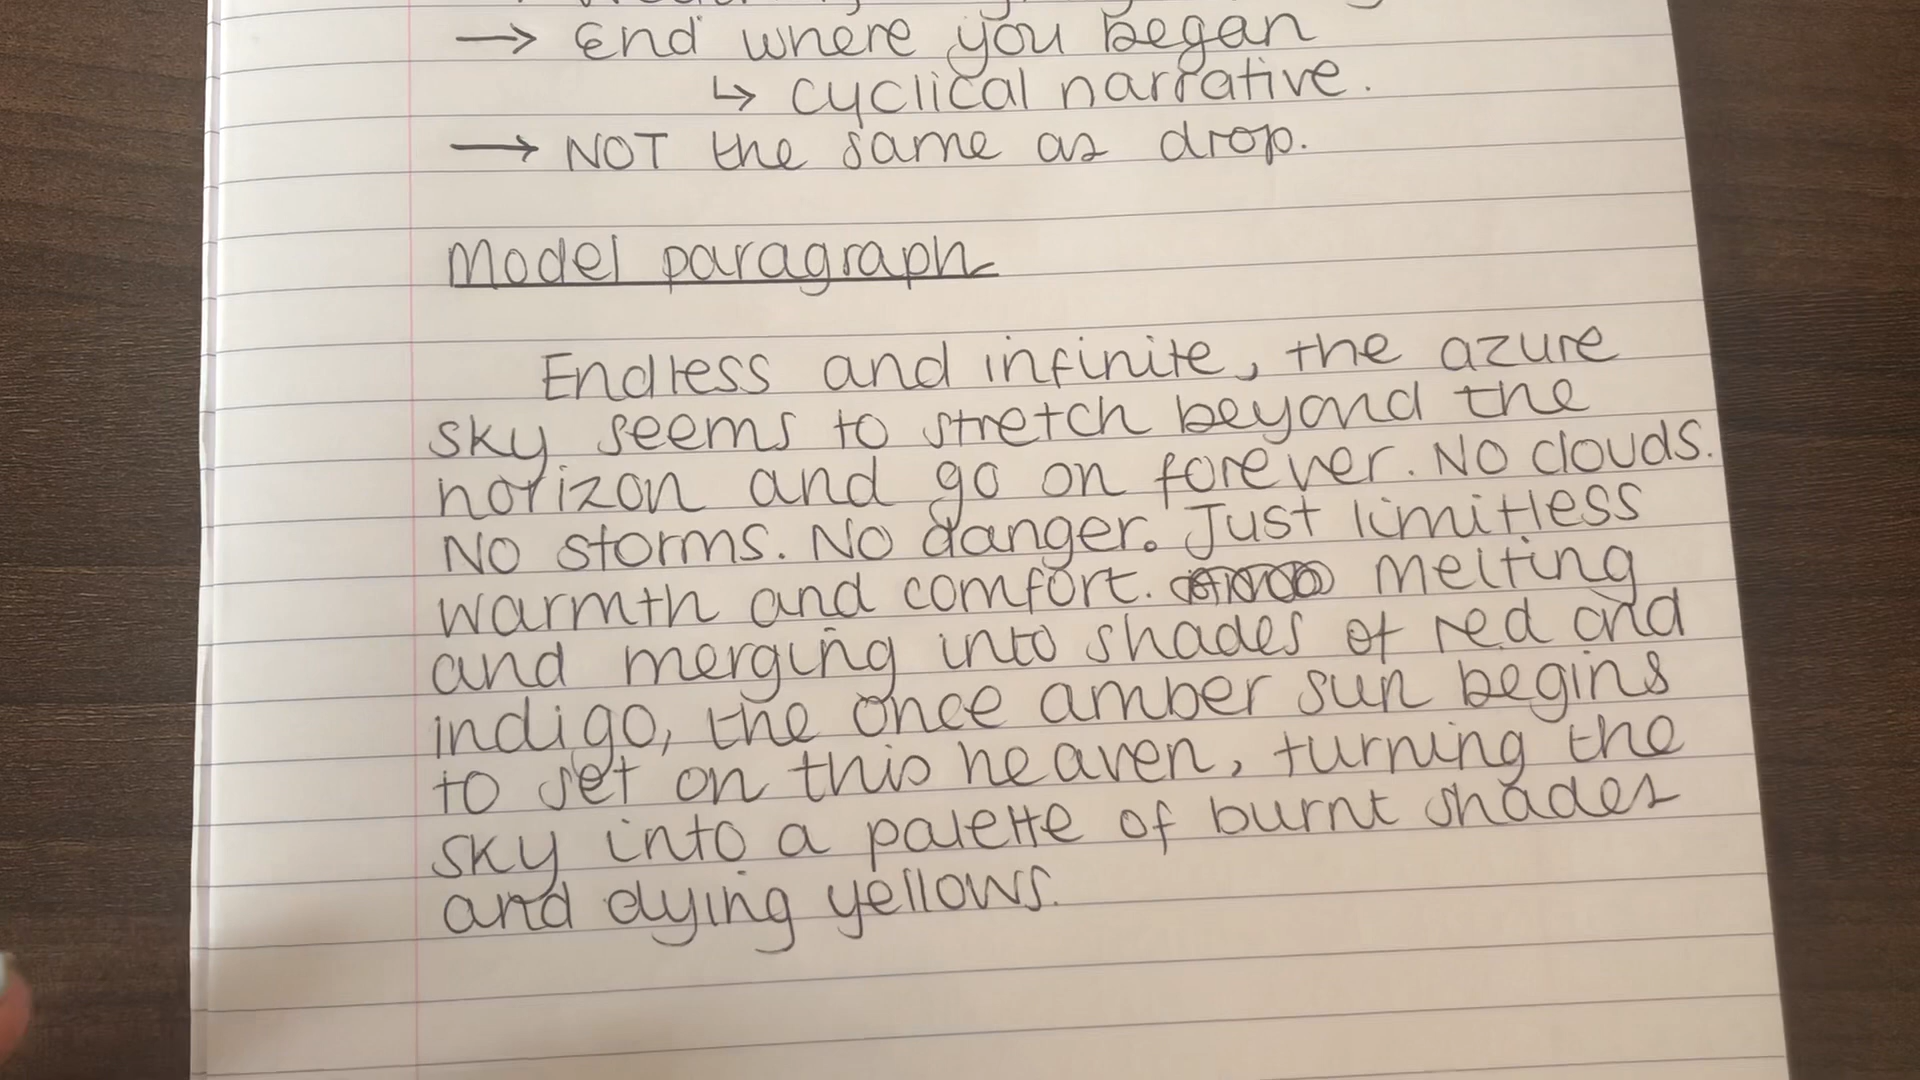 → End where you began
↳ cyclical narrative.
→ NOT the same as drop.
Model paragraph
Endless and infinite, the azure
sky seems to stretch beyond the
horizon and go on forever. No clouds.
No storms. No danger. Just limitless
warmth and comfort. Melting
and merging into shades of red and
indigo, the once amber sun begins
to set on this heaven, turning the
sky into a palette of burnt shades
and dying yellows.